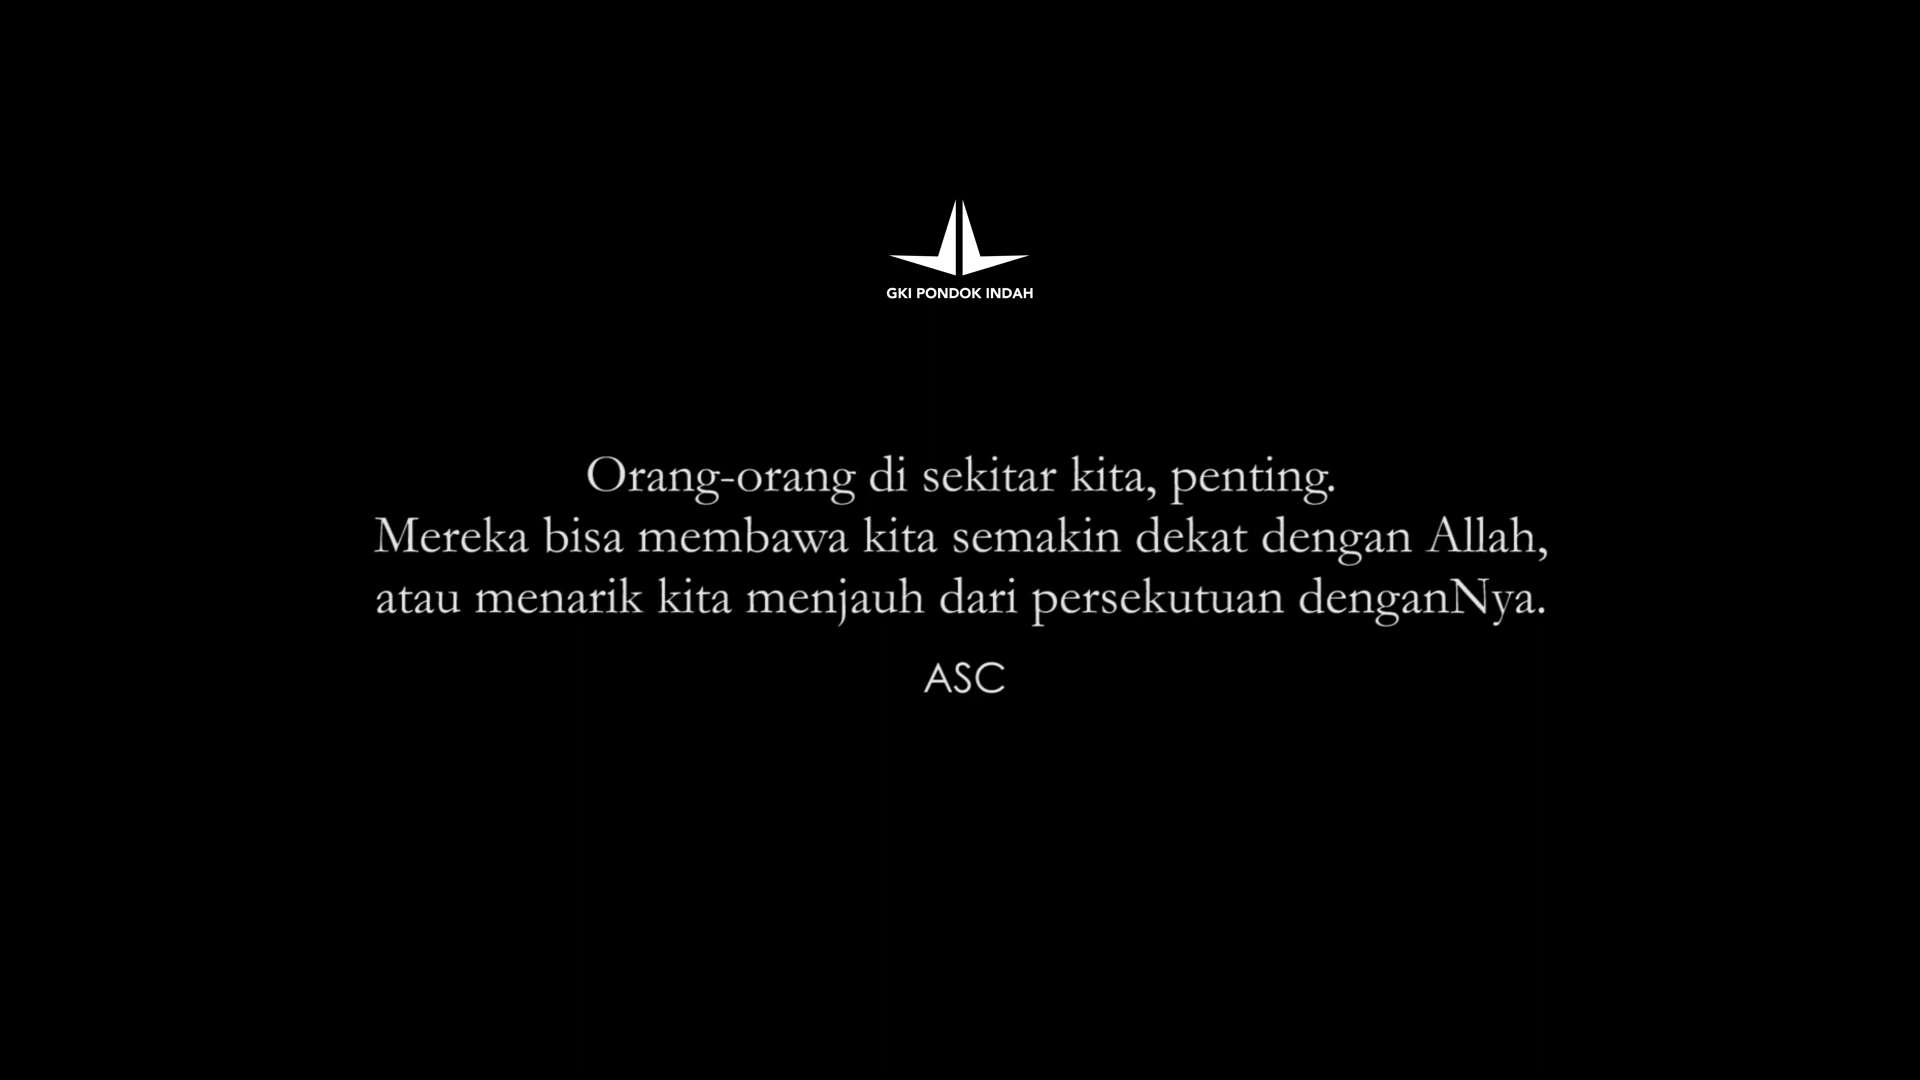 GKI PONDOK INDAH
Orang-orang di sekitar kita, penting.
Mereka bisa membawa kita semakin dekat dengan Allah,
atau menarik kita menjauh dari persekutuan denganNya.
ASC